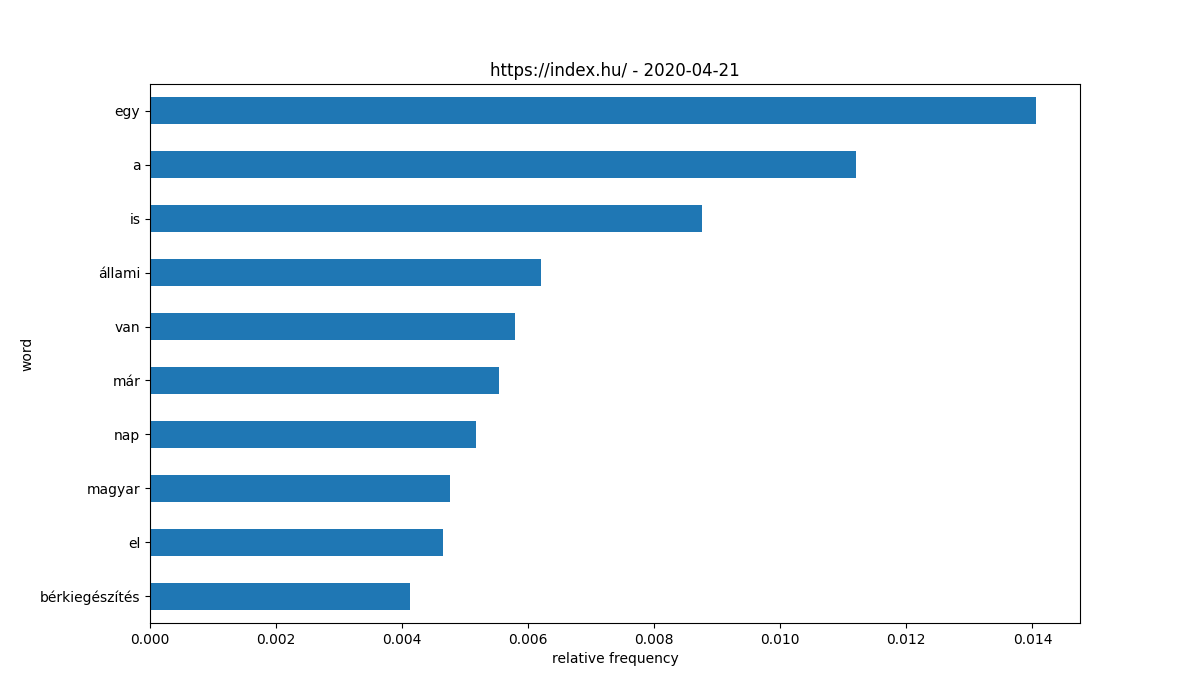 https://index.hu/ - 2020-04-21
egy
a
is
állami
van
már
nap
magyar
el
bérkiegészítés
word
0.000 0.002 0.004 0.006 0.008 0.010 0.012 0.014
relative frequency